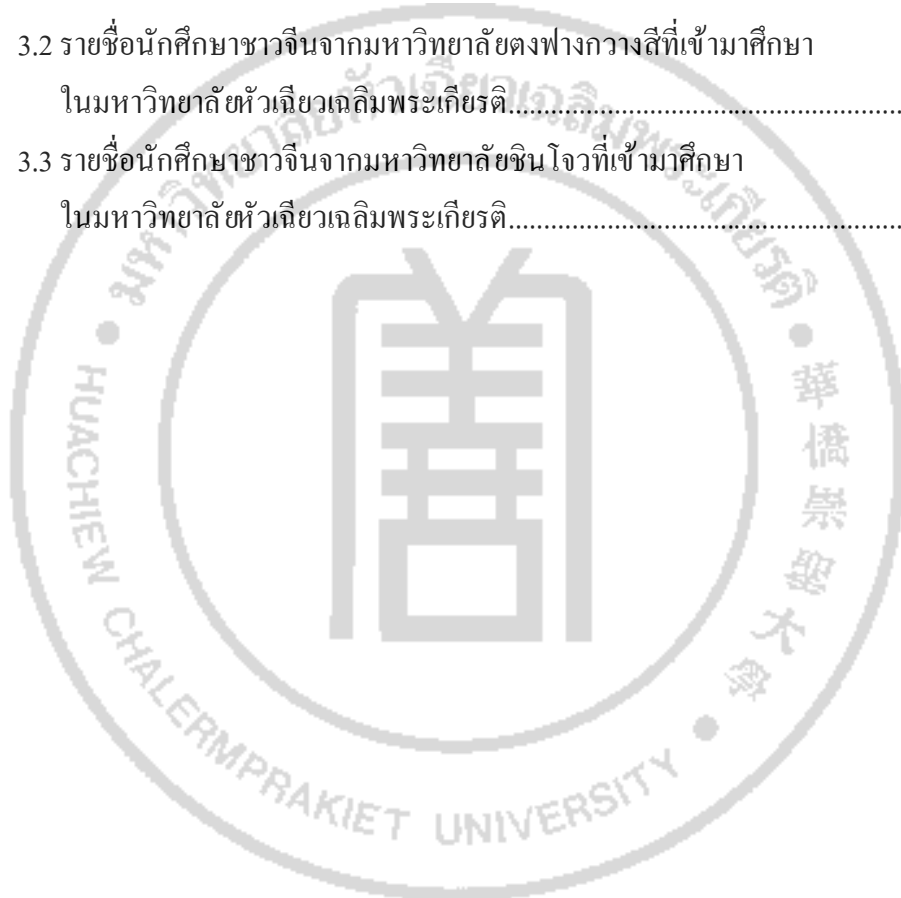 3.2 รายชื่อนักศึกษาชาวจีนจากมหาวิทยาลัยตงฟางกวางสีที่เข้ามาศึกษา
ในมหาวิทยาลัยหัวเฉียวเฉลิมพระเกียรติ.......................................................
3.3 รายชื่อนักศึกษาชาวจีนจากมหาวิทยาลัยชินโจวที่เข้ามาศึกษา
ในมหาวิทยาลัยหัวเฉียวเฉลิมพระเกียรติ.......................................................
มหาวิทยาลัยหัวเฉียวเฉลิมพระเกียรติ
華僑崇聖大學
HUACHIEW CHALERMPRAKIET UNIVERSITY